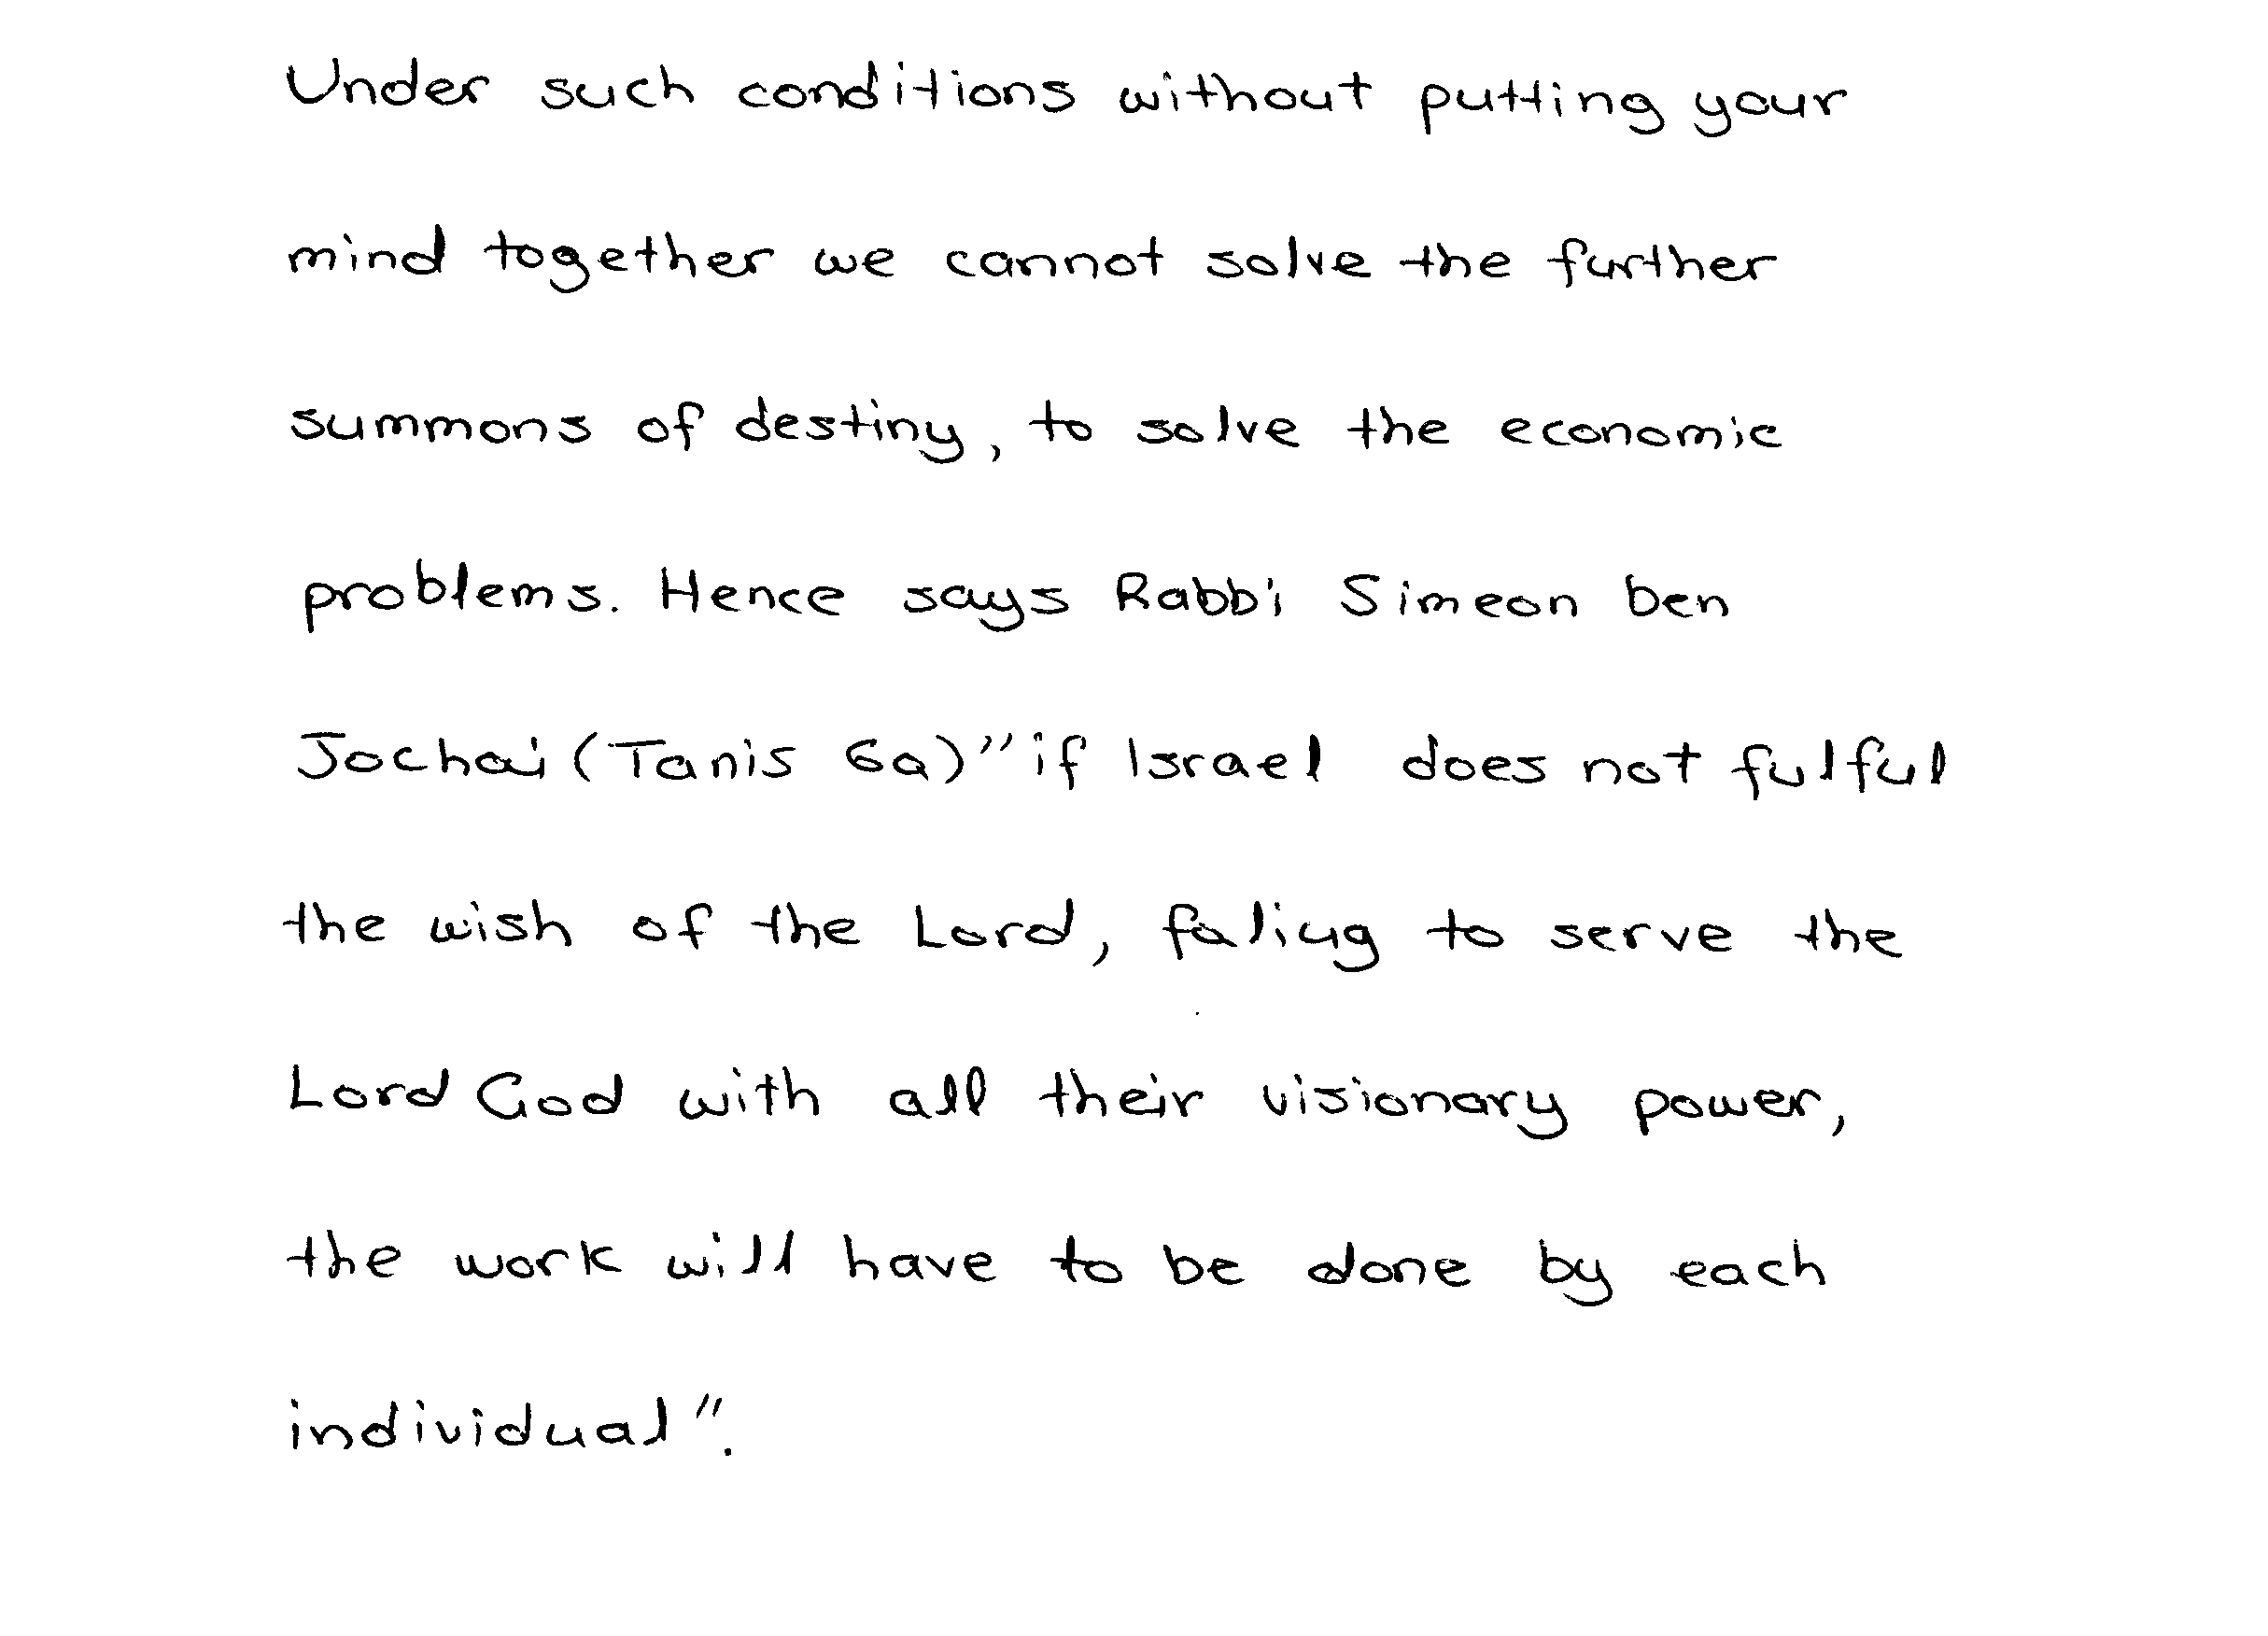 Under such conditions without putting your
mind together we cannot solve the further
summons of destiny, to solve the economic
problems. Hence says Rabbi Simeon ben
Jochai (Tanis 6a) "if Israel does not fulful
the wish of the Lord, faliug to serve the
Lord God with all their visionary power,
the work will have to be done by each
individual".